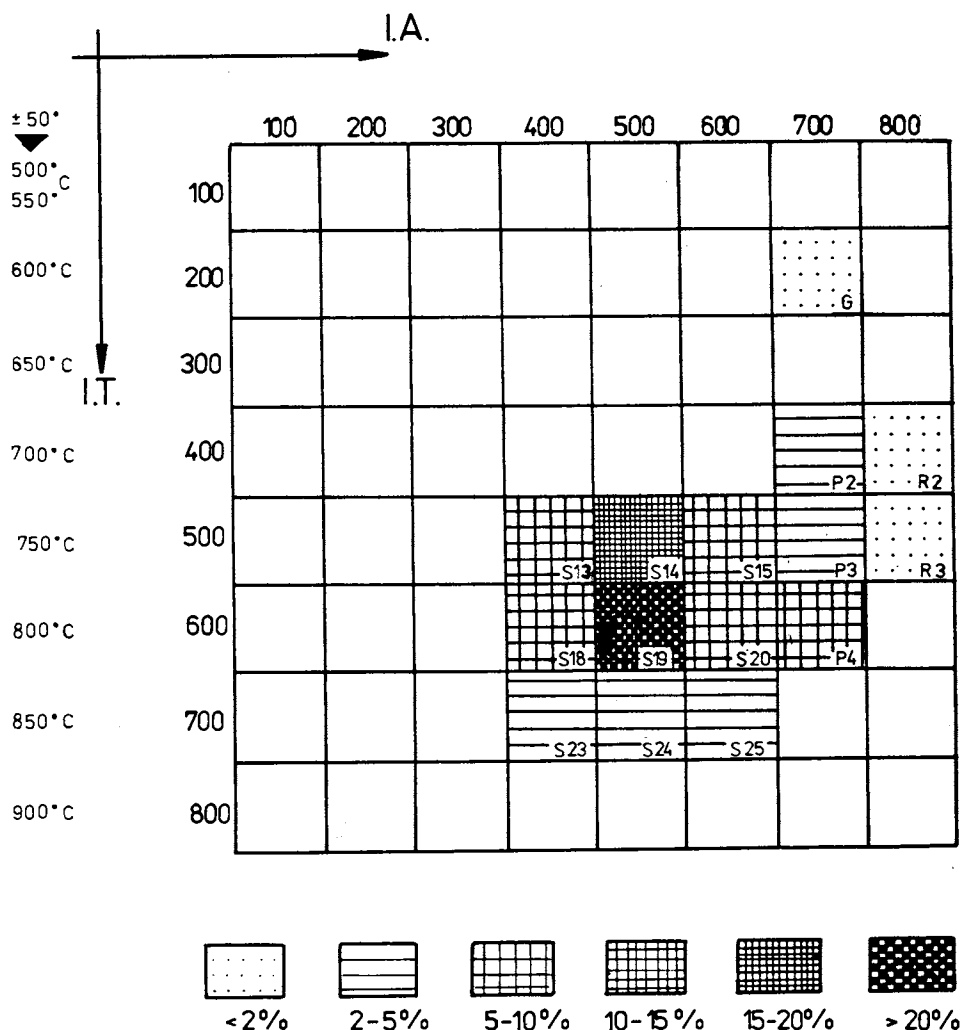 I.A.
± 50°
100 200 300 400 500 600 700 800
500°C
550°
100
600°C
200
G
650°C
300
I.T.
700°C
400
P2 R2
750°C
500
S13 S14 S15 P3 R3
800°C
600
S18 S19 S20 P4
850°C
700
S23 S24 S25
900°C
800
<2% 2-5% 5-10% 10-15% 15-20% >20%